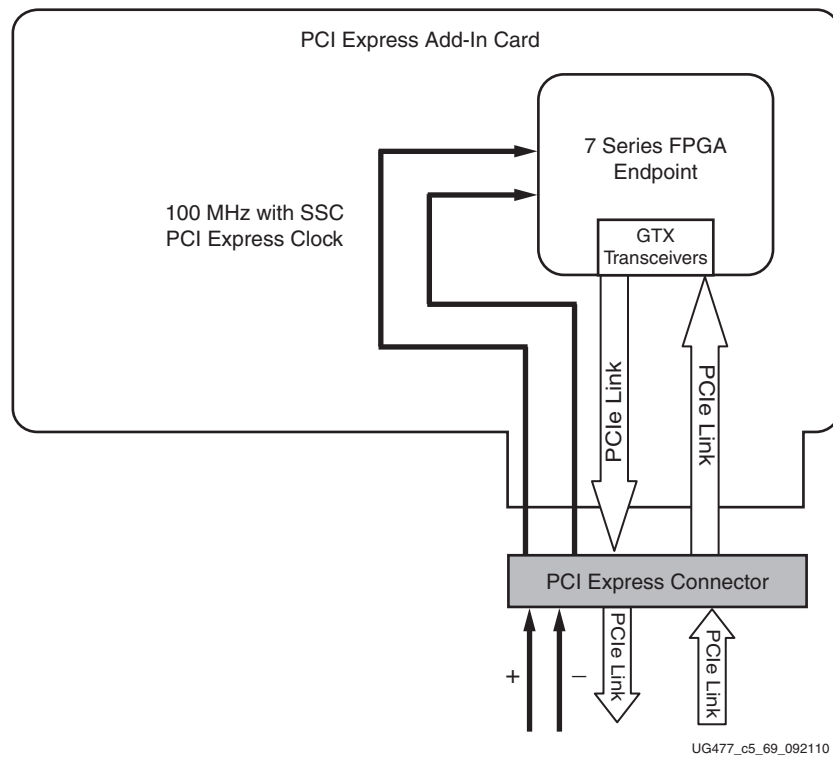 PCI Express Add-In Card
7 Series FPGA
Endpoint
100 MHz with SSC
PCI Express Clock
GTX
Transceivers
PCIe Link
PCIe Link
PCI Express Connector
+
−
PCIe Link
PCIe Link
UG477_c5_69_092110